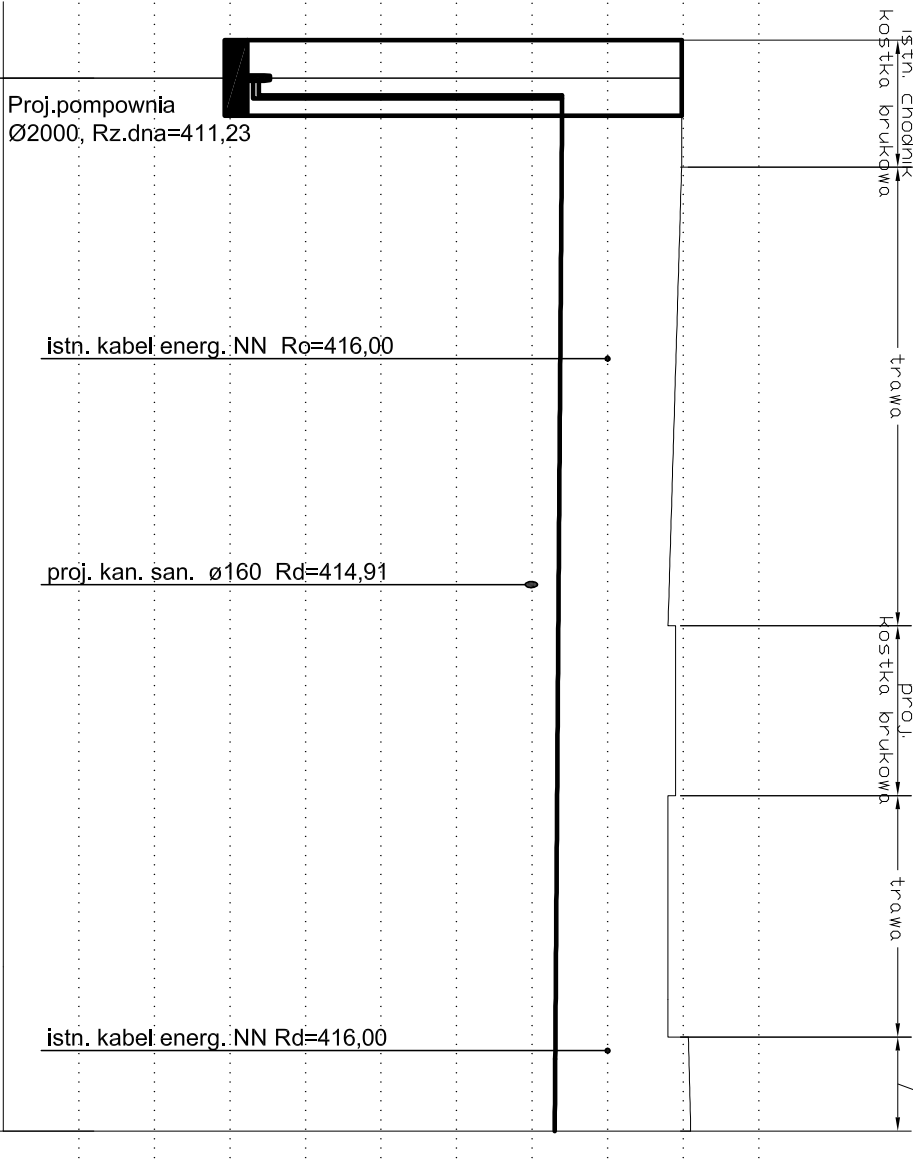 istn. chodnik
kostka brukowa
Proj.pompownia
Ø2000, Rz.dna=411,23
istn. kabel energ. NN Ro=416,00
trawa
proj. kan. san. ø160 Rd=414,91
proj.
kostka brukowa
trawa
istn. kabel energ. NN Rd=416,00
/